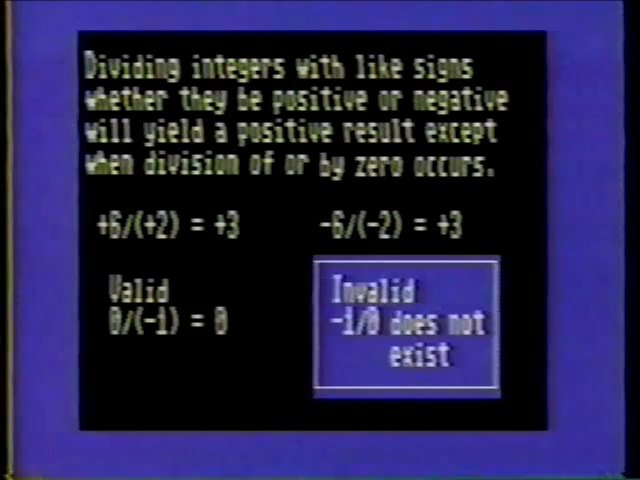 Dividing integers with like signs
whether they be positive or negative
will yield a positive result except
when division of or by zero occurs.
+6/(+2) = +3
-6/(-2) = +3
Valid
0/(-1) = 0
Invalid
-1/0 does not
exist